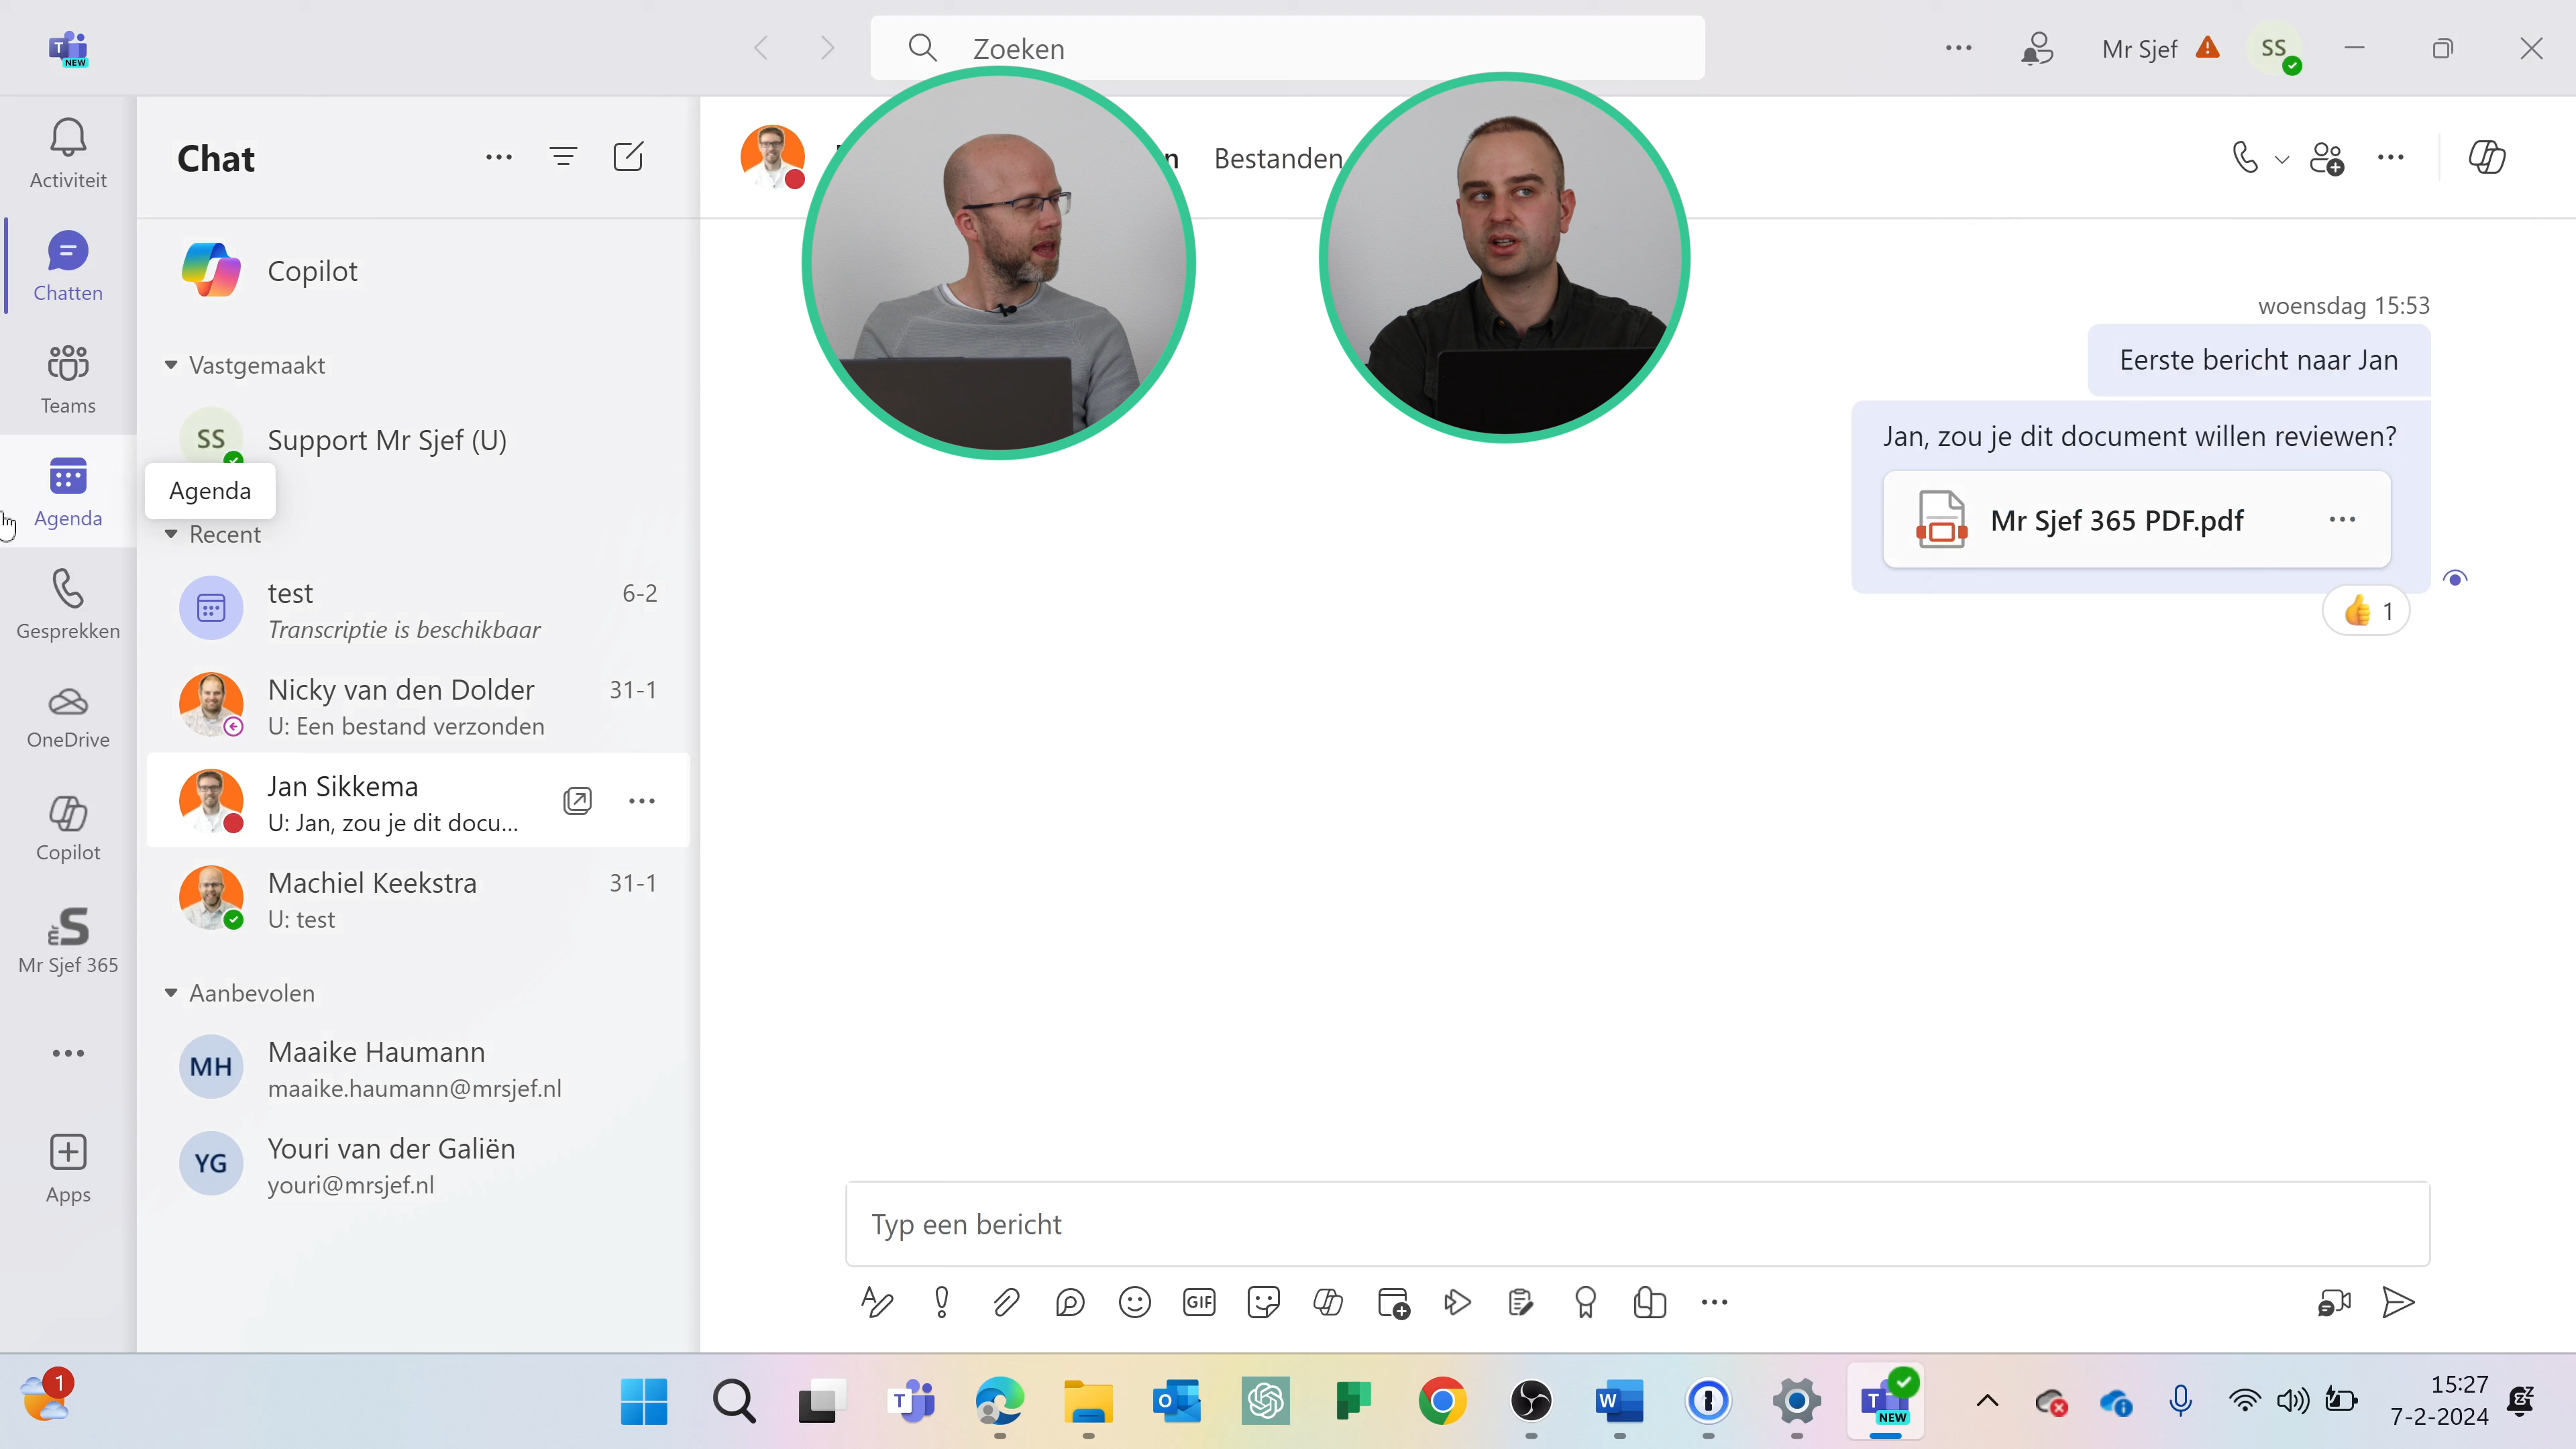 NEW
Zoeken
Mr Sjef
SS
Activiteit
Chatten
Teams
Agenda
Gesprekken
OneDrive
Copilot
Mr Sjef 365
Apps
Chat
Copilot
Vastgemaakt
SS
Support Mr Sjef (U)
Agenda
Recent
test
6-2
Transcriptie is beschikbaar
Nicky van den Dolder
31-1
U: Een bestand verzonden
Jan Sikkema
U: Jan, zou je dit docu...
Machiel Keekstra
31-1
U: test
Aanbevolen
MH
Maaike Haumann
maaike.haumann@mrsjef.nl
YG
Youri van der Galiën
youri@mrsjef.nl
Bestanden
woensdag 15:53
Eerste bericht naar Jan
Jan, zou je dit document willen reviewen?
Mr Sjef 365 PDF.pdf
1
Typ een bericht
GIF
1
NEW
15:27
7-2-2024